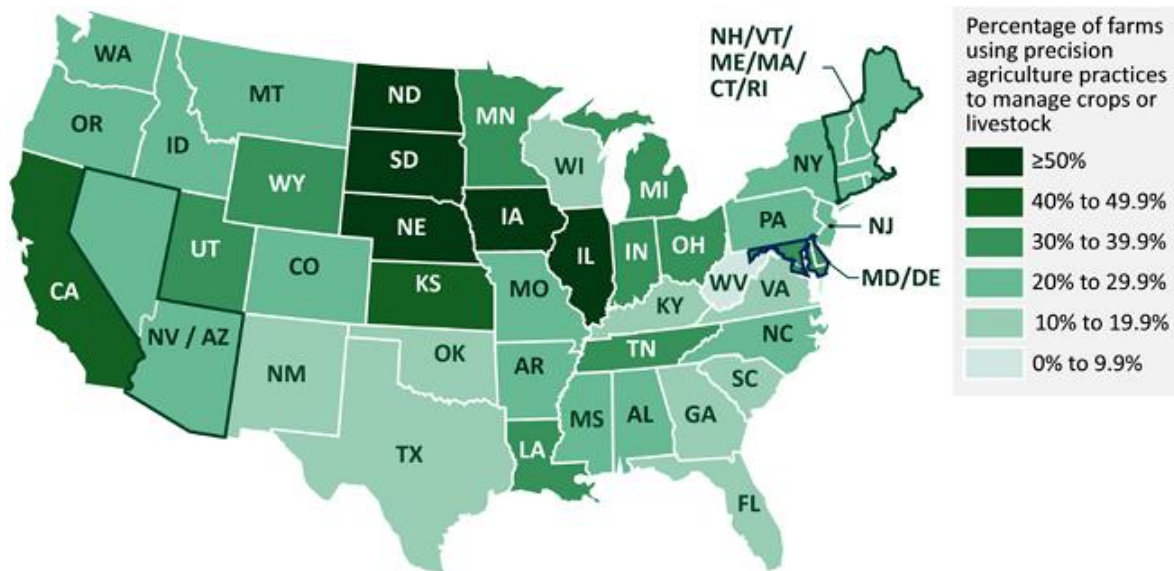 WA
MT
ND
MN
NH/VT/
ME/MA/
CT/RI
OR
ID
SD
WI
NY
WY
MI
NE
IA
PA
NJ
UT
IL
IN
OH
CA
CO
KS
MO
WV
VA
MD/DE
KY
NV / AZ
OK
TN
NC
NM
AR
SC
MS
AL
GA
TX
LA
FL
Percentage of farms
using precision
agriculture practices
to manage crops or
livestock
≥50%
40% to 49.9%
30% to 39.9%
20% to 29.9%
10% to 19.9%
0% to 9.9%